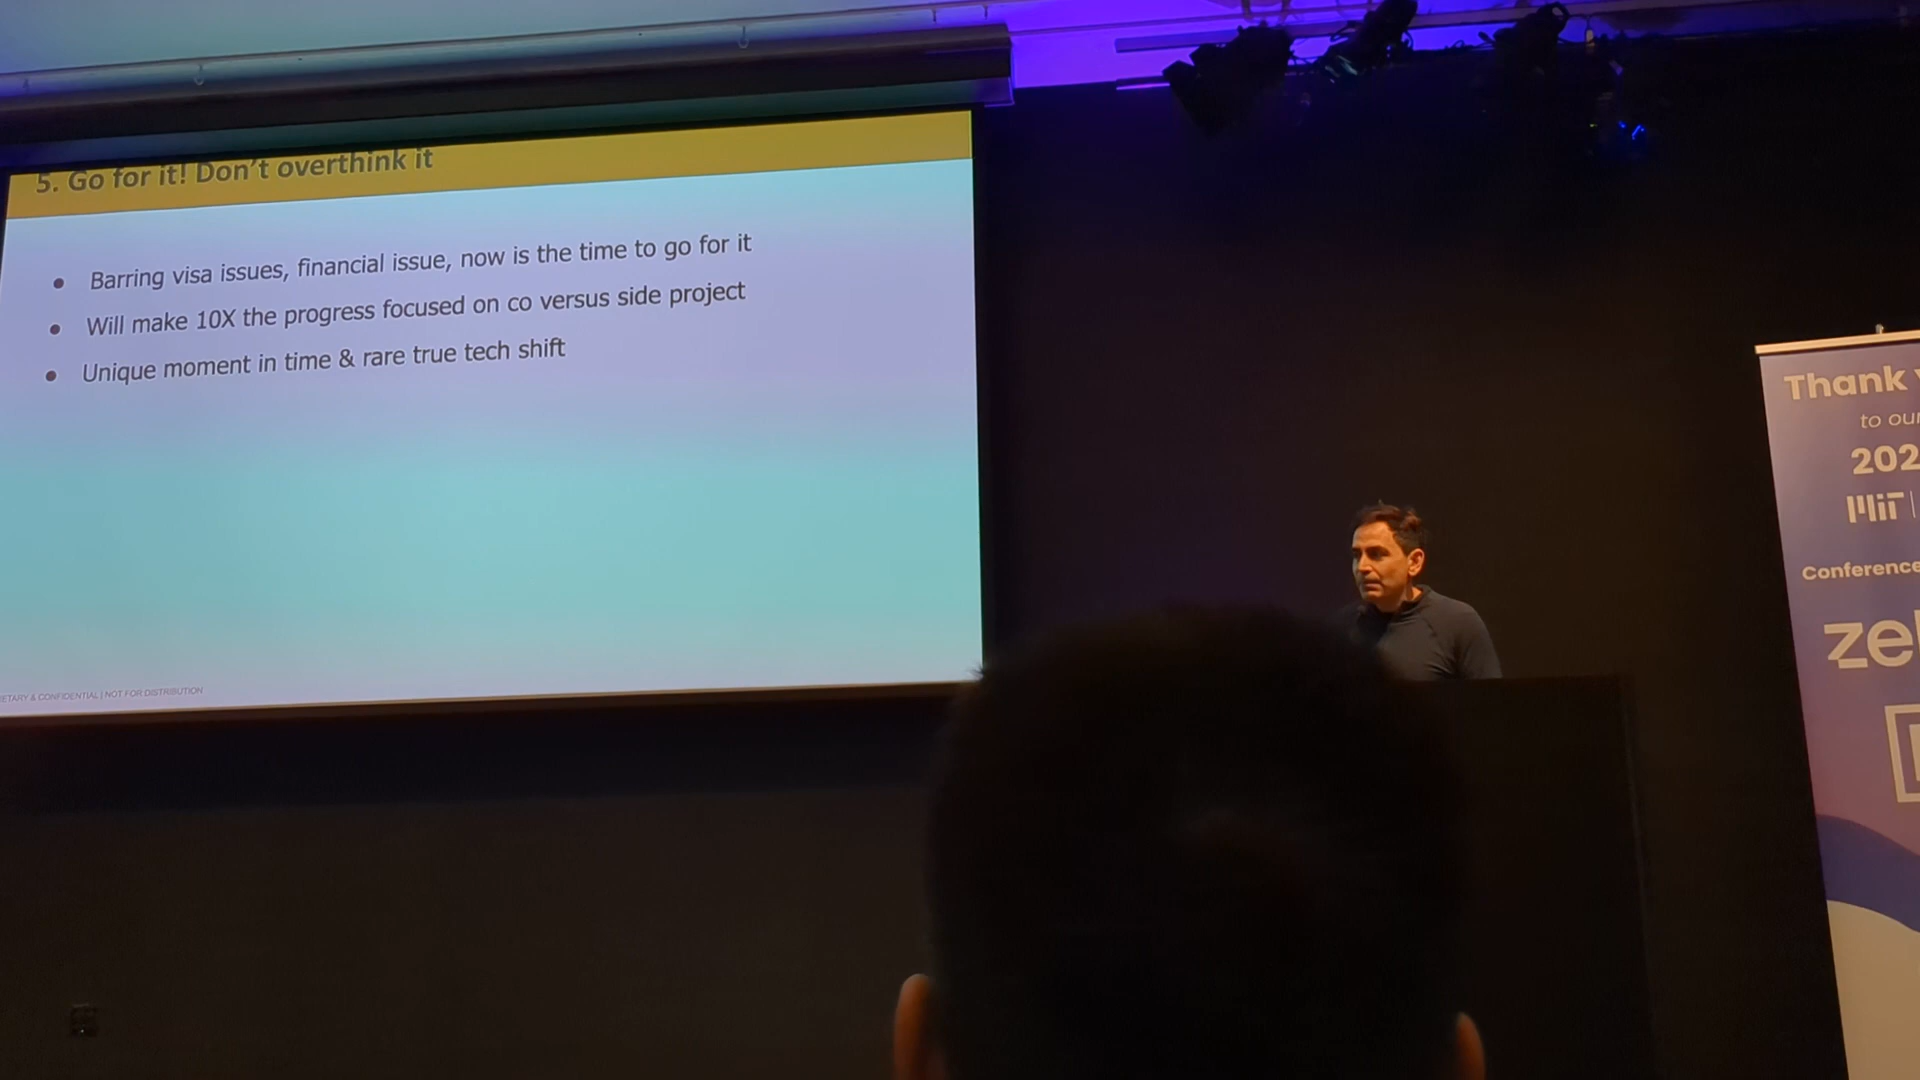 5. Go for it! Don't overthink it
• Barring visa issues, financial issue, now is the time to go for it
• Will make 10X the progress focused on co versus side project
• Unique moment in time & rare true tech shift
ETARY & CONFIDENTIAL | NOT FOR DISTRIBUTION
Thank
to our
202
MIT |
Conference
ze